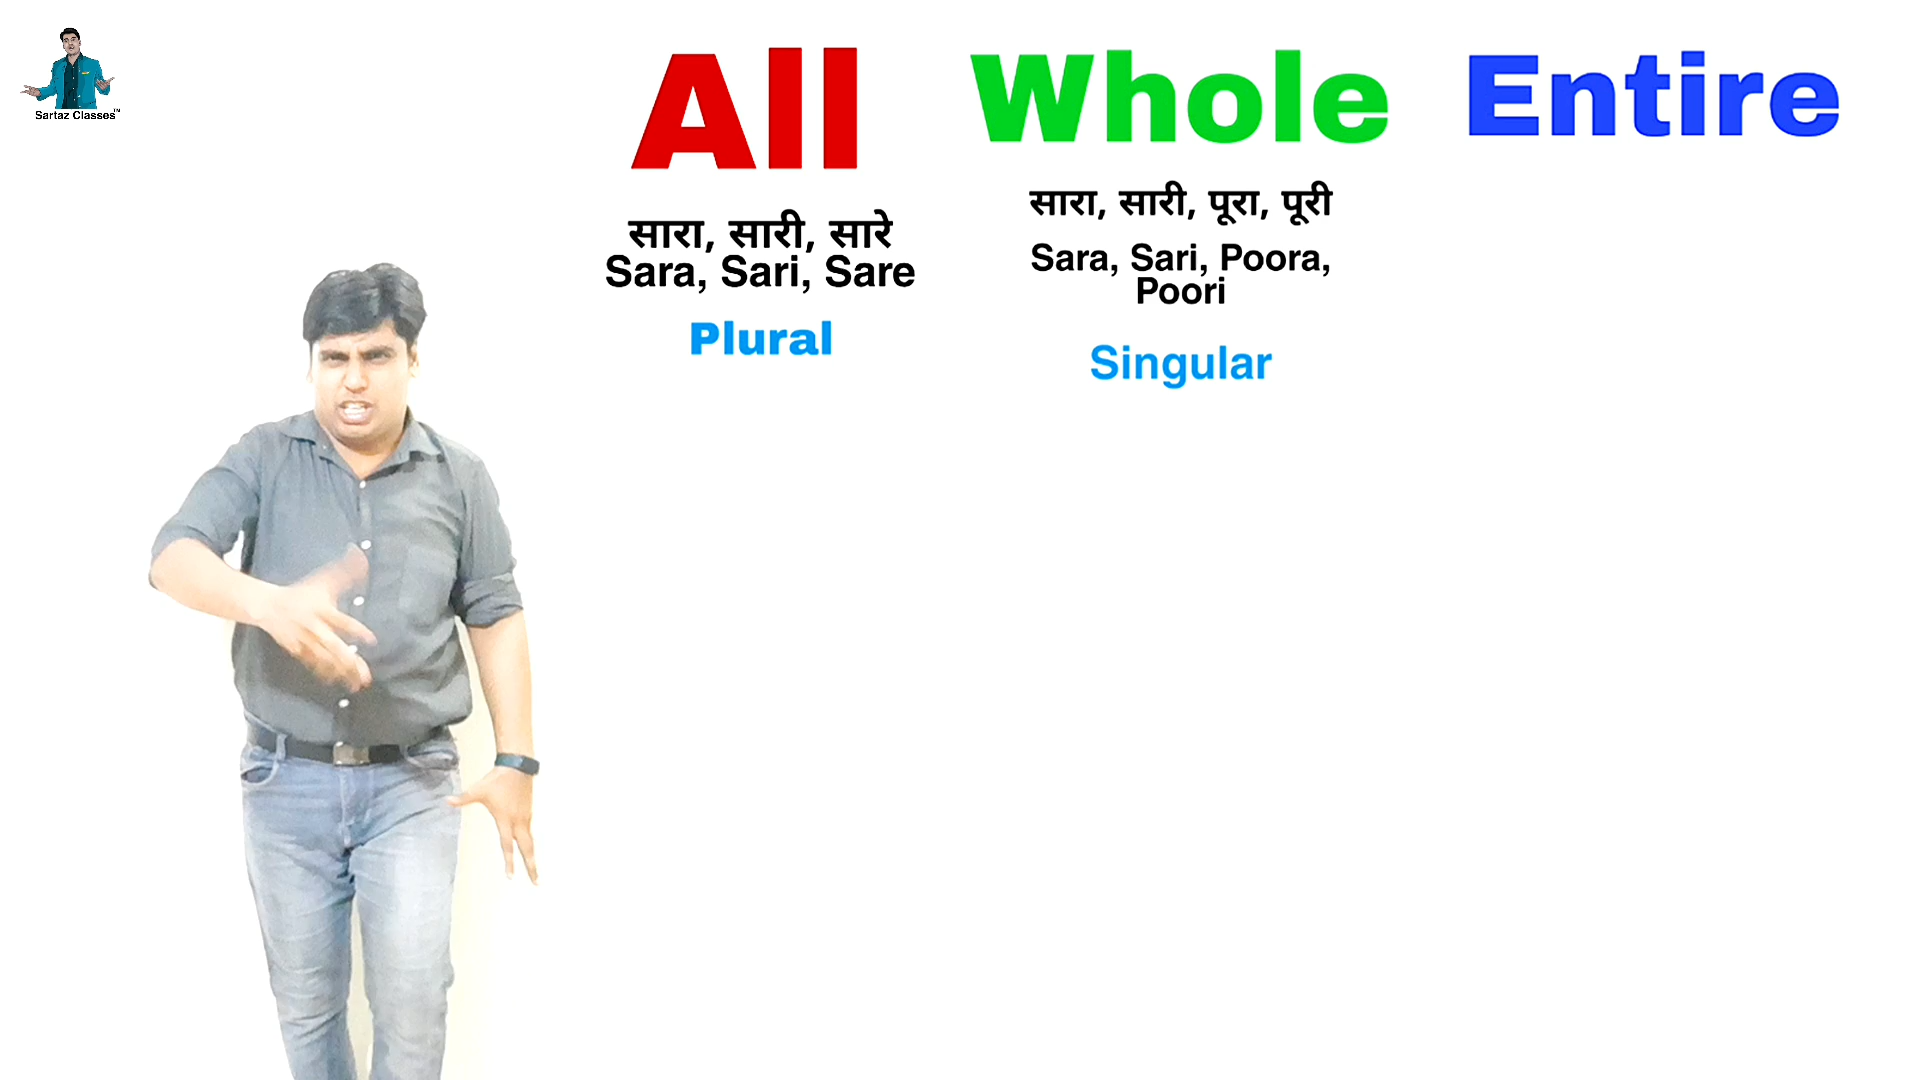 Sartaz Classes™
All
सारा, सारी, सारे
Sara, Sari, Sare
Plural
Whole
सारा, सारी, पूरा, पूरी
Sara, Sari, Poora,
Poori
Singular
Entire